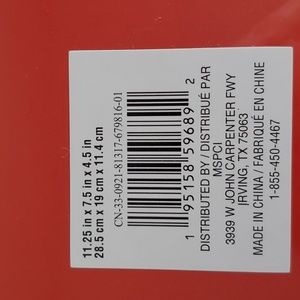 11.25 in x 7.5 in x 4.5 in
28.5 cm x 19 cm x 11.4 cm
CN-33-0921-81317-679816-01
1 95158 59689 2
DISTRIBUTED BY / DISTRIBUÉ PAR
MSPCI
3939 W JOHN CARPENTER FWY
IRVING, TX 75063
MADE IN CHINA / FABRIQUÉ EN CHINE
1-855-450-4467